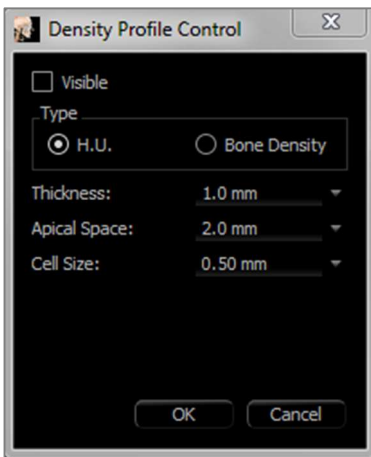 Density Profile Control
Visible
Type
H.U. Bone Density
Thickness: 1.0 mm
Apical Space: 2.0 mm
Cell Size: 0.50 mm
OK Cancel